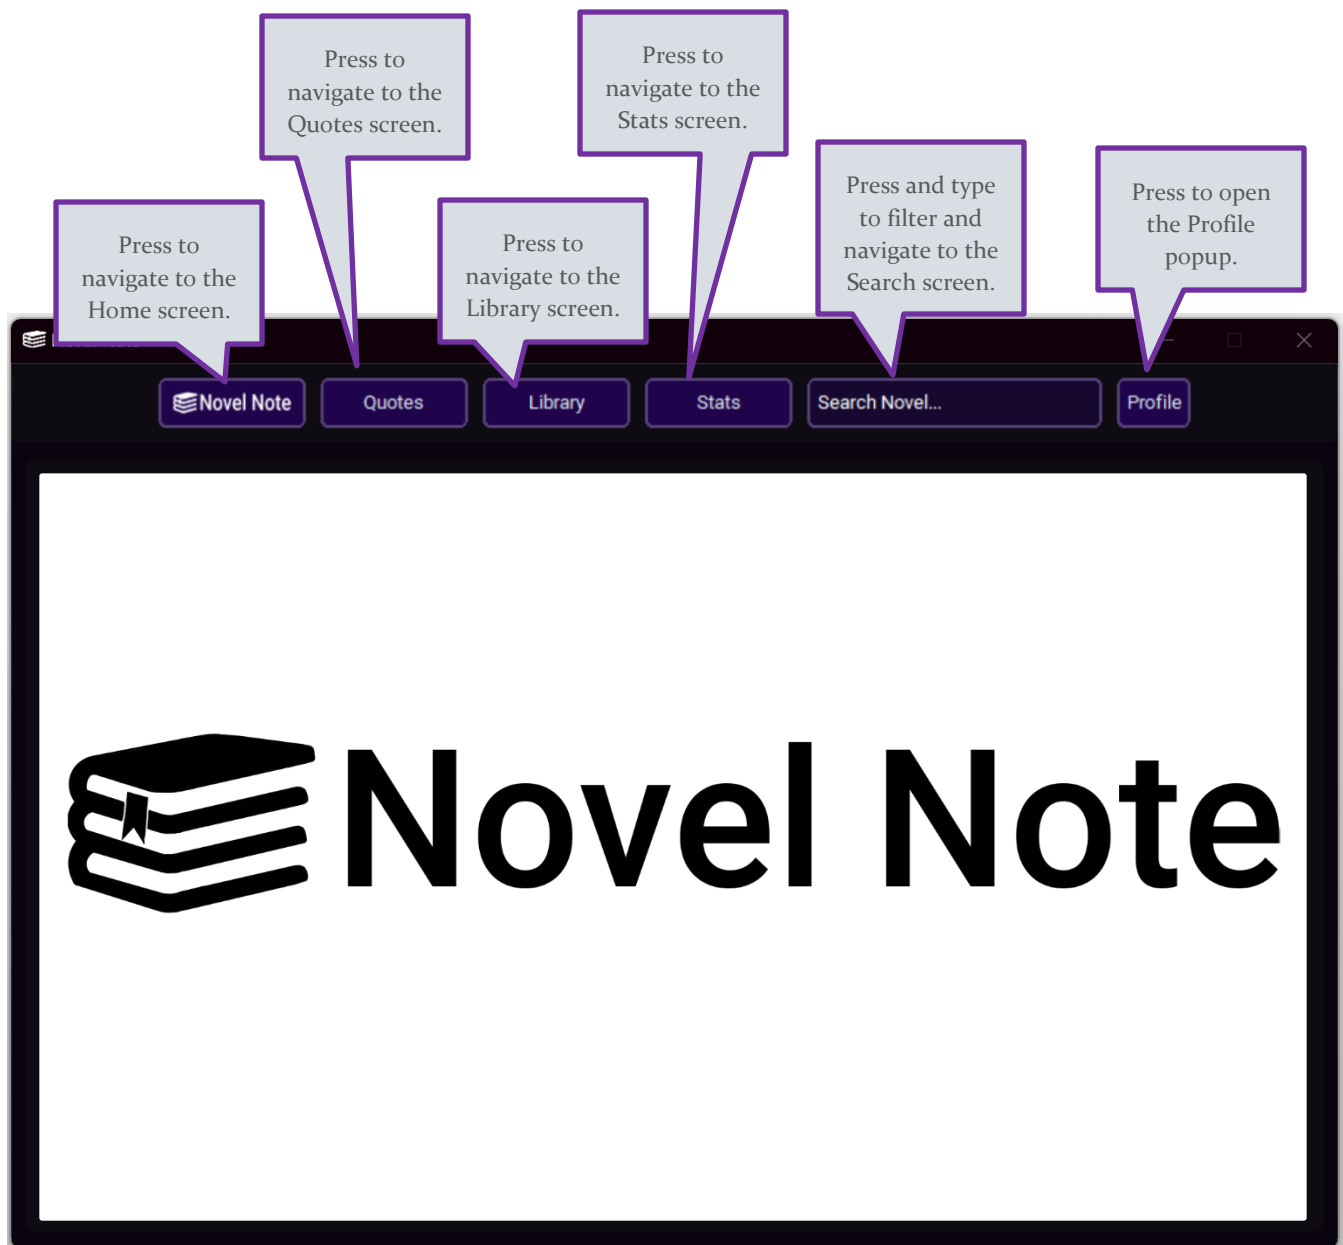 Press to
navigate to the
Quotes screen.
Press to
navigate to the
Stats screen.
Press and type
to filter and
navigate to the
Search screen.
Press to open
the Profile
popup.
Press to
navigate to the
Home screen.
Press to
navigate to the
Library screen.
Novel Note
Quotes
Library
Stats
Search Novel...
Profile
Novel Note